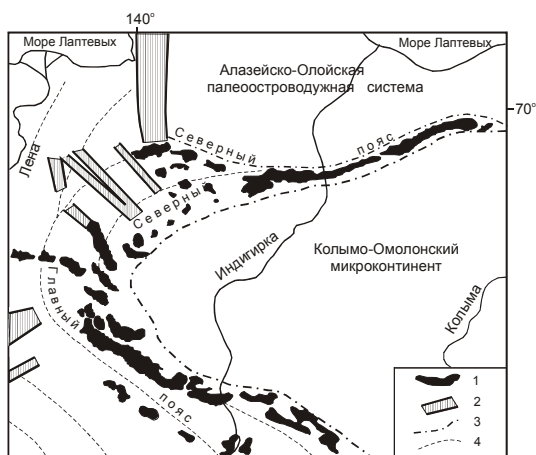 140°
Море Лаптевых
Море Лаптевых
Алазейско-Олойская
палеоостроводужная система
70°
Лена
Северный пояс
Северный
Индигирка
Колымо-Омолонский
микроконтинент
Колыма
Главный пояс
1
2
3
4